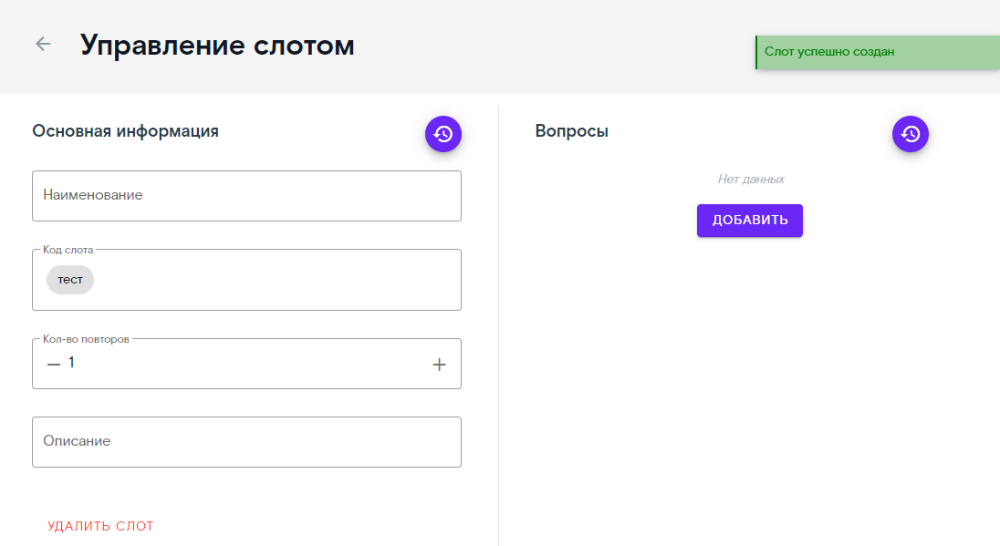 Управление слотом
Слот успешно создан
Основная информация
Наименование
Код слота
тест
Кол-во повторов
1
Описание
УДАЛИТЬ СЛОТ
Вопросы
Нет данных
ДОБАВИТЬ